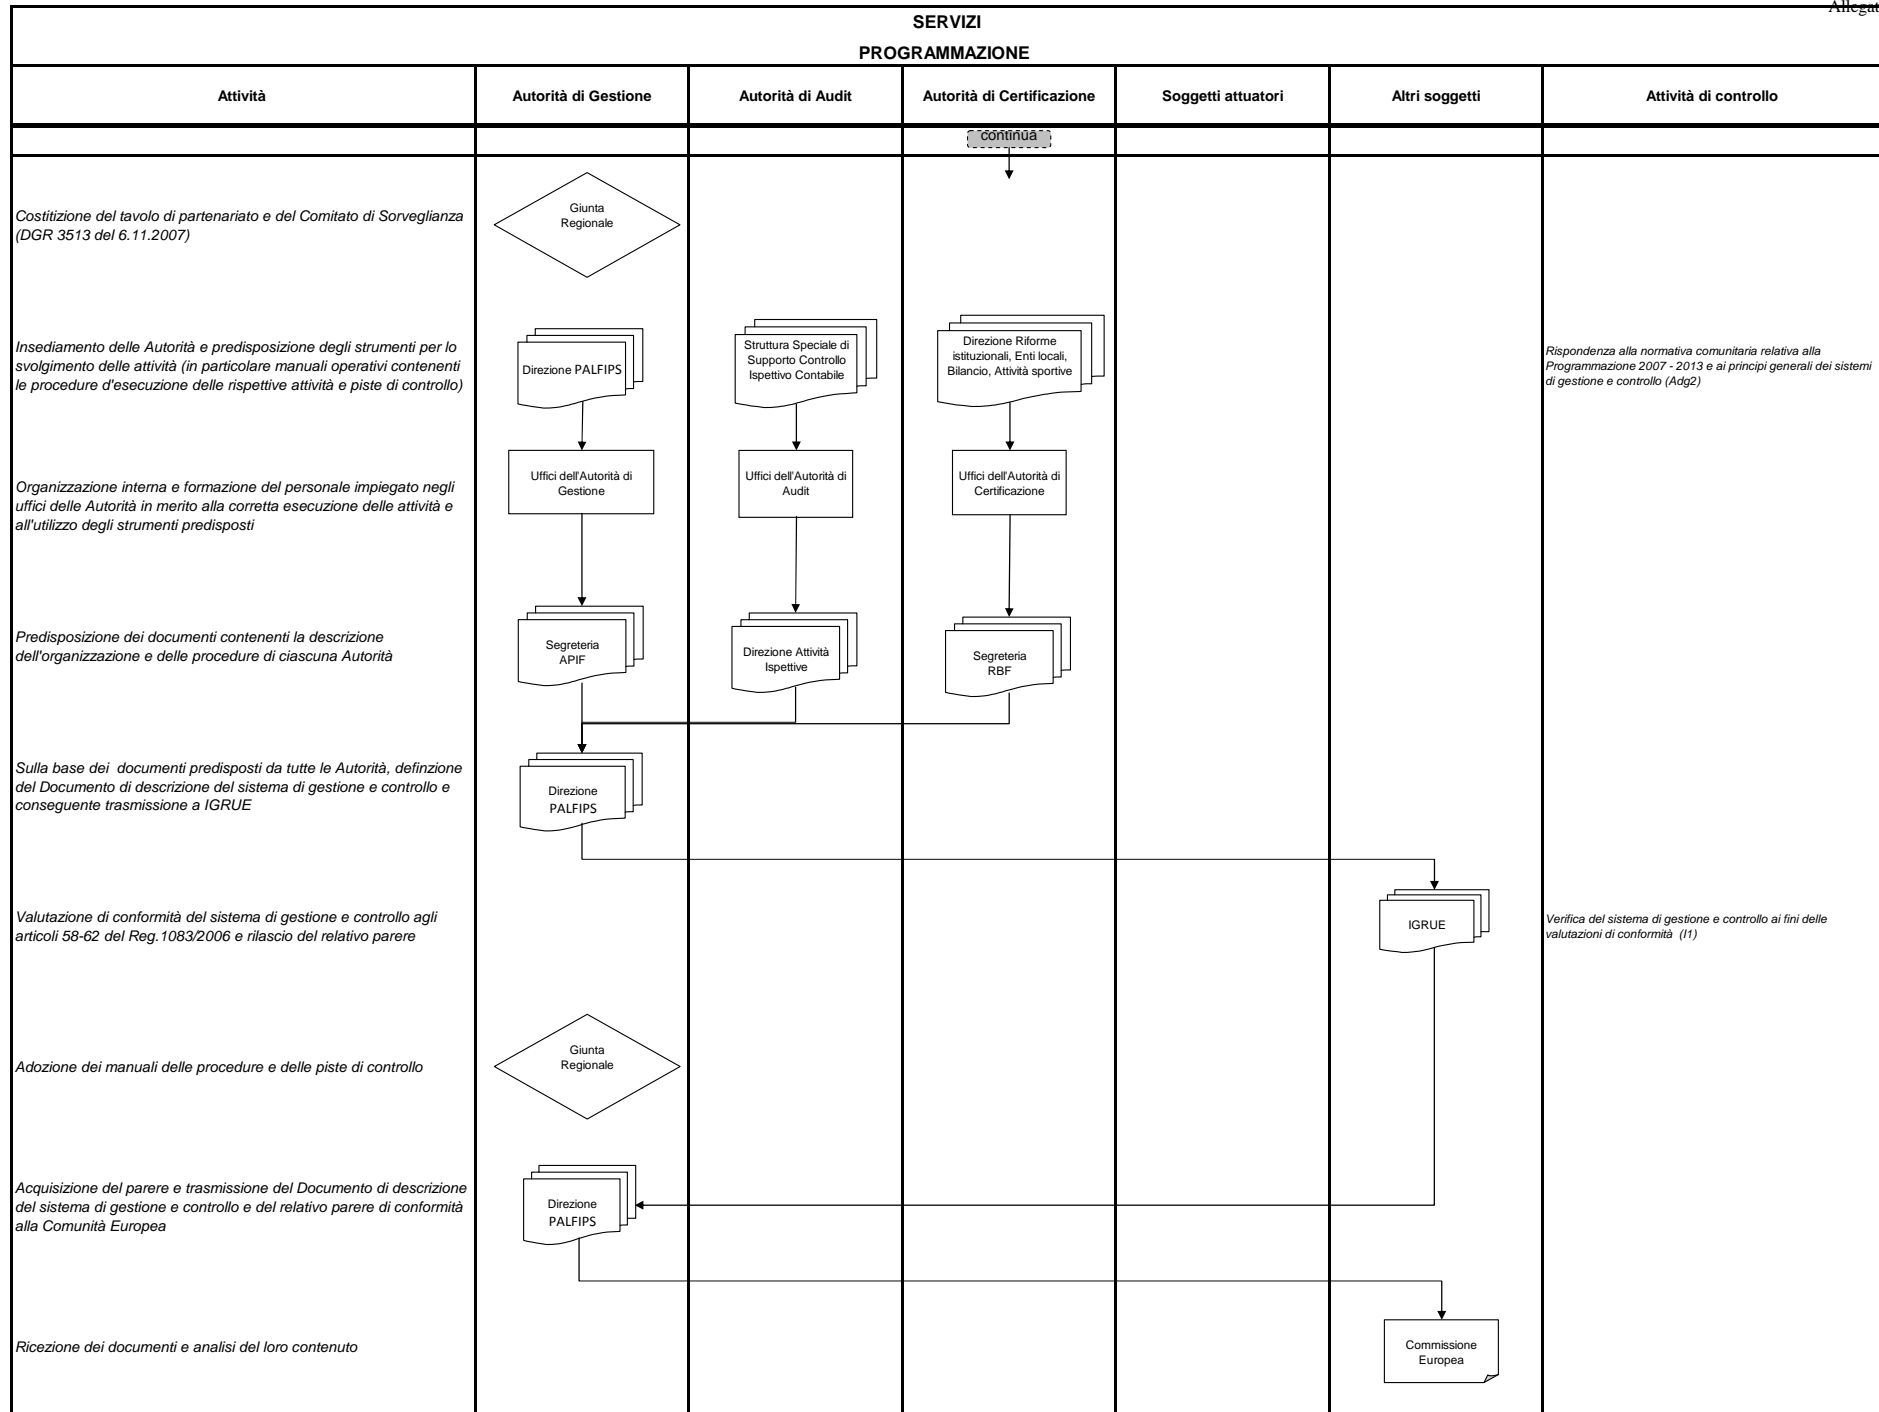 Allegat
SERVIZI
PROGRAMMAZIONE
Attività
Autorità di Gestione
Autorità di Audit
Autorità di Certificazione
Soggetti attuatori
Altri soggetti
Attività di controllo
continua
Costitizione del tavolo di partenariato e del Comitato di Sorveglianza
(DGR 3513 del 6.11.2007)
Giunta
Regionale
Insediamento delle Autorità e predisposizione degli strumenti per lo
svolgimento delle attività (in particolare manuali operativi contenenti
le procedure d'esecuzione delle rispettive attività e piste di controllo)
Direzione PALFIPS
Struttura Speciale di
Supporto Controllo
Ispettivo Contabile
Direzione Riforme
istituzionali, Enti locali,
Bilancio, Attività sportive
Rispondenza alla normativa comunitaria relativa alla
Programmazione 2007 - 2013 e ai principi generali dei sistemi
di gestione e controllo (Adg2)
Organizzazione interna e formazione del personale impiegato negli
uffici delle Autorità in merito alla corretta esecuzione delle attività e
all'utilizzo degli strumenti predisposti
Uffici dell'Autorità di
Gestione
Uffici dell'Autorità di
Audit
Uffici dell'Autorità di
Certificazione
Predisposizione dei documenti contenenti la descrizione
dell'organizzazione e delle procedure di ciascuna Autorità
Segreteria
APIF
Direzione Attività
Ispettive
Segreteria
RBF
Sulla base dei  documenti predisposti da tutte le Autorità, definzione
del Documento di descrizione del sistema di gestione e controllo e
conseguente trasmissione a IGRUE
Direzione
PALFIPS
Valutazione di conformità del sistema di gestione e controllo agli
articoli 58-62 del Reg.1083/2006 e rilascio del relativo parere
IGRUE
Verifica del sistema di gestione e controllo ai fini delle
valutazioni di conformità  (I1)
Adozione dei manuali delle procedure e delle piste di controllo
Giunta
Regionale
Acquisizione del parere e trasmissione del Documento di descrizione
del sistema di gestione e controllo e del relativo parere di conformità
alla Comunità Europea
Direzione
PALFIPS
Ricezione dei documenti e analisi del loro contenuto
Commissione
Europea